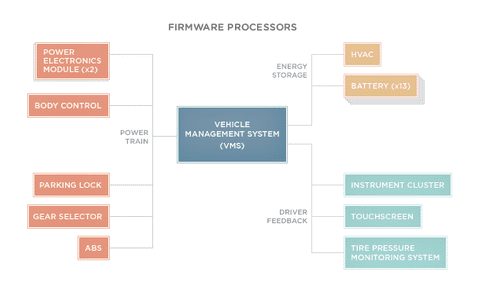 FIRMWARE PROCESSORS
POWER
ELECTRONICS
MODULE (x2)
BODY CONTROL
POWER
TRAIN
PARKING LOCK
GEAR SELECTOR
ABS
VEHICLE
MANAGEMENT SYSTEM
(VMS)
ENERGY
STORAGE
HVAC
BATTERY (x13)
DRIVER
FEEDBACK
INSTRUMENT CLUSTER
TOUCHSCREEN
TIRE PRESSURE
MONITORING SYSTEM